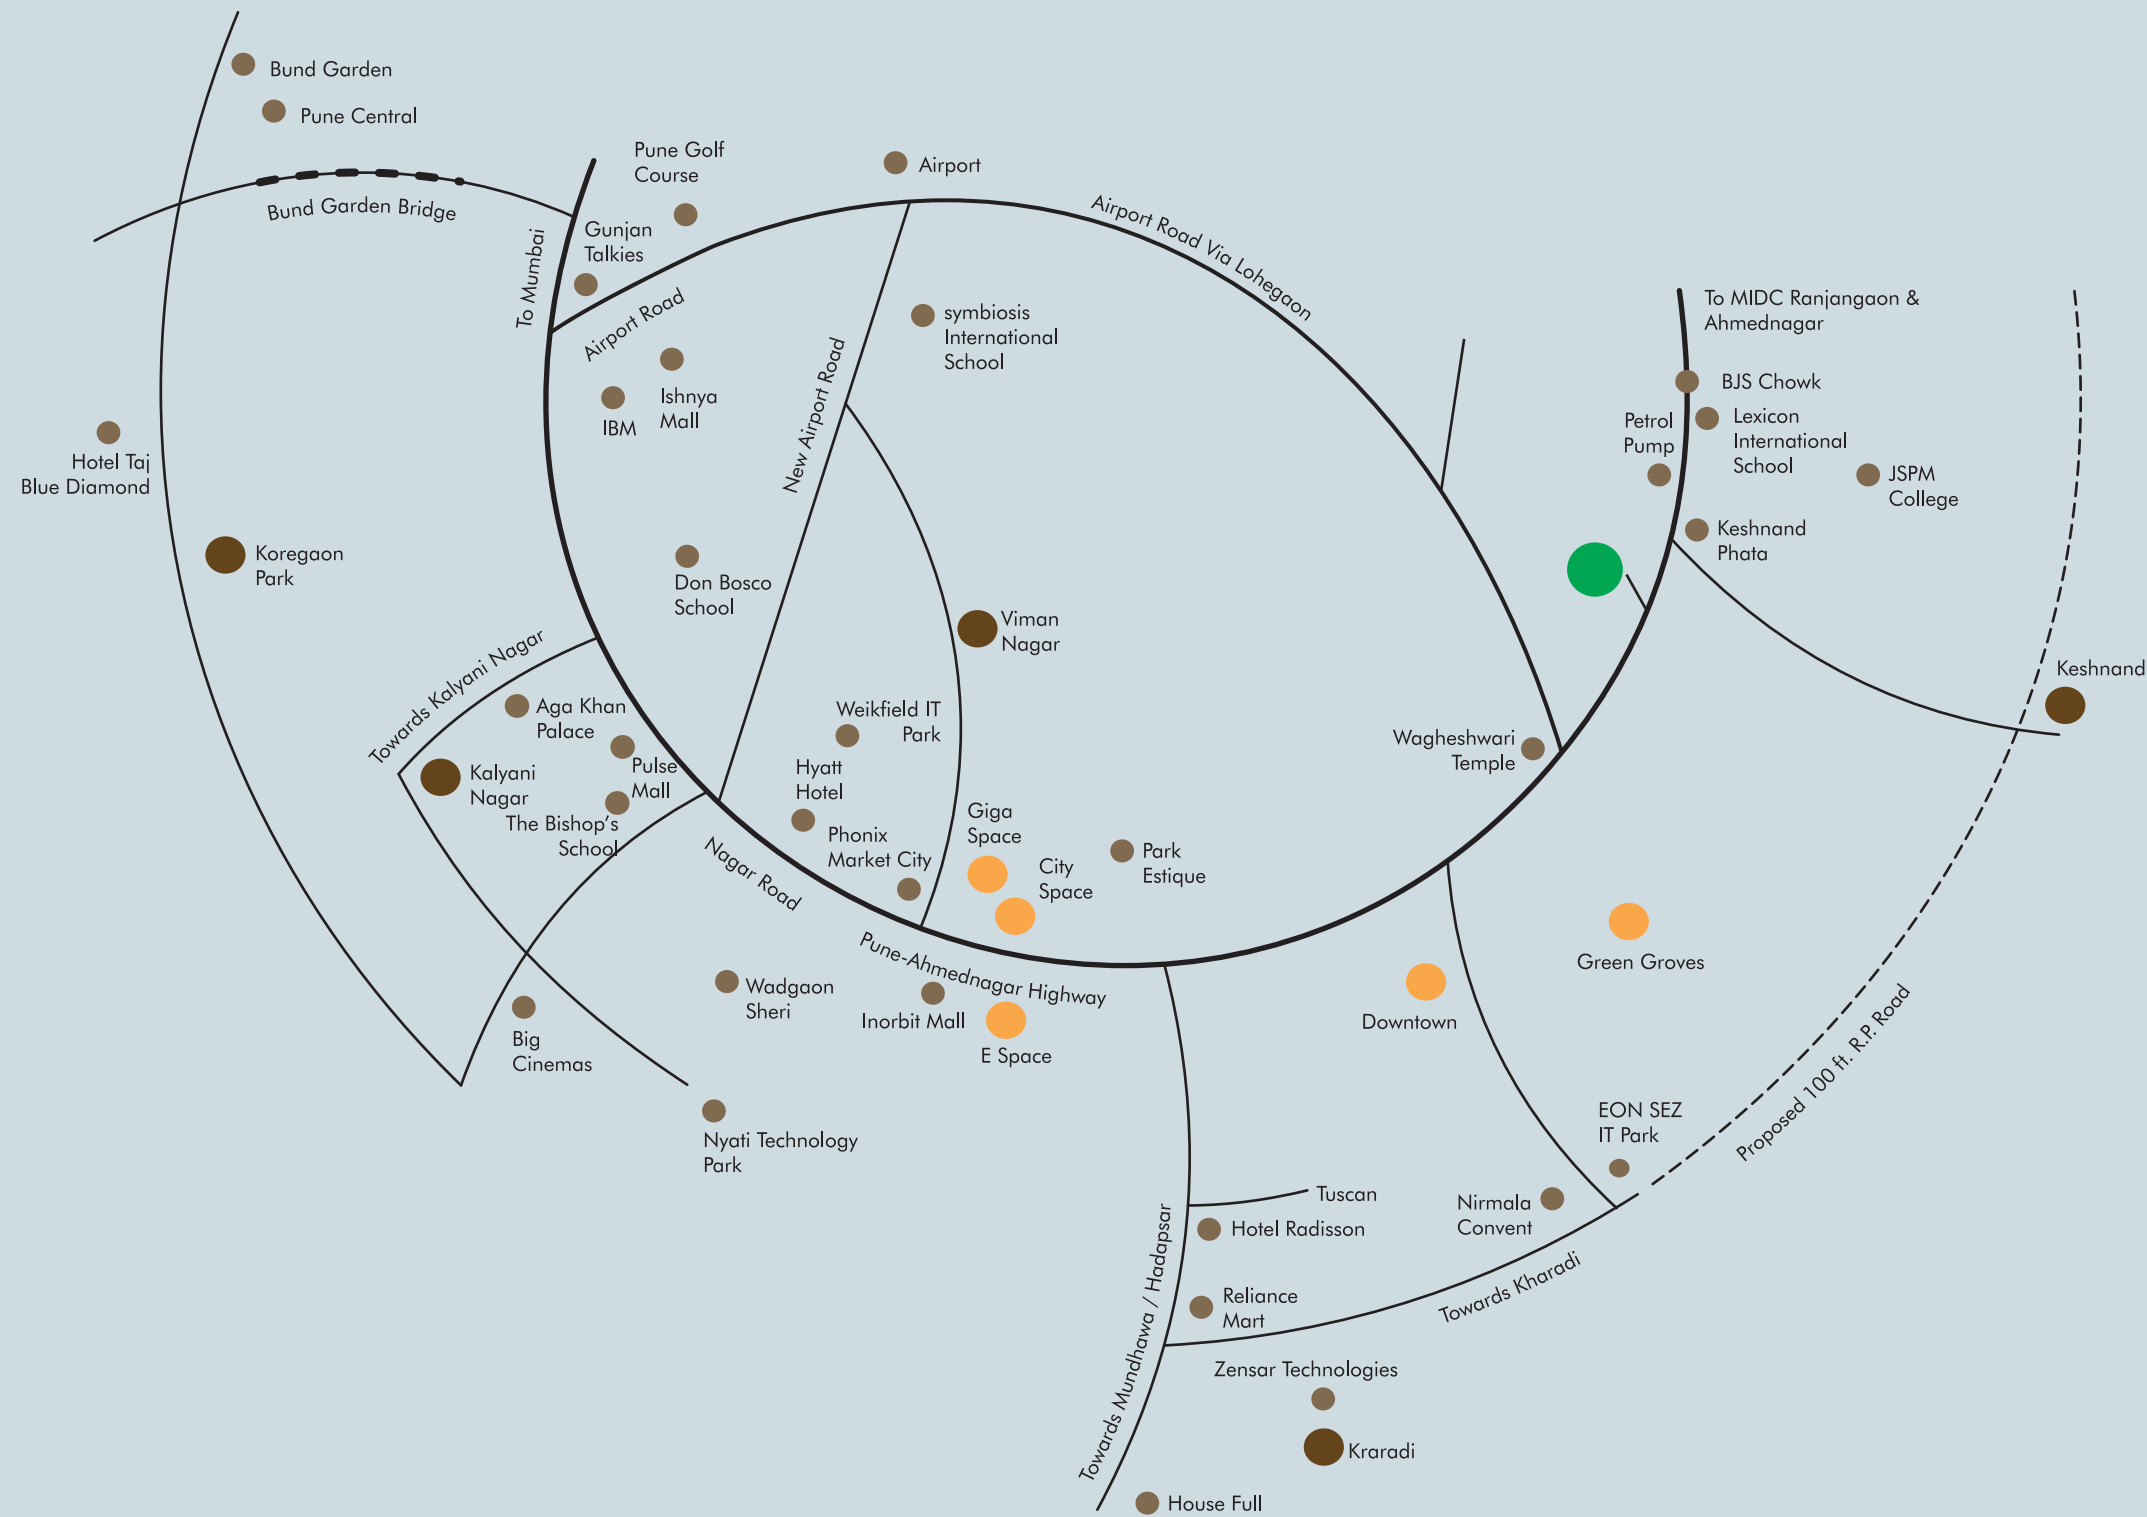 Bund Garden
Pune Central
Bund Garden Bridge
To Mumbai
Pune Golf
Course
Gunjan
Talkies
Airport
Airport Road
Airport Road Via Lohegaon
symbiosis
International
School
New Airport Road
Ishnya
Mall
IBM
To MIDC Ranjangaon &
Ahmednagar
BJS Chowk
Petrol
Pump
Lexicon
International
School
JSPM
College
Keshnand
Phata
Hotel Taj
Blue Diamond
Koregaon
Park
Don Bosco
School
Viman
Nagar
Keshnand
Towards Kalyani Nagar
Aga Khan
Palace
Pulse
Mall
Kalyani
Nagar
The Bishop's
School
Weikfield IT
Park
Hyatt
Hotel
Phonix
Market City
Giga
Space
City
Space
Park
Estique
Wagheshwari
Temple
Nagar Road
Pune-Ahmednagar Highway
Wadgaon
Sheri
Inorbit Mall
E Space
Big
Cinemas
Nyati Technology
Park
Downtown
Green Groves
Proposed 100 ft. R.P. Road
EON SEZ
IT Park
Nirmala
Convent
Tuscan
Hotel Radisson
Reliance
Mart
Towards Kharadi
Towards Mundhawa / Hadapsar
Zensar Technologies
Kraradi
House Full